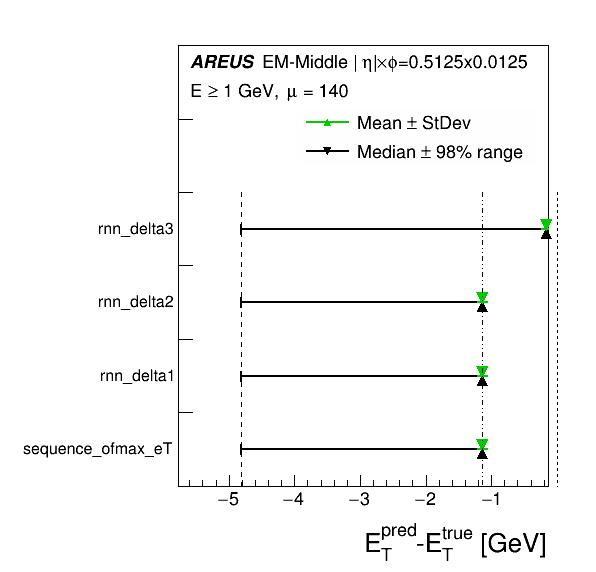 AREUS EM-Middle | η|×φ=0.5125x0.0125
E ≥ 1 GeV, μ = 140
Mean ± StDev
Median ± 98% range
rnn_delta3
rnn_delta2
rnn_delta1
sequence_ofmax_eT
−5 −4 −3 −2 −1
E_T^pred-E_T^true [GeV]